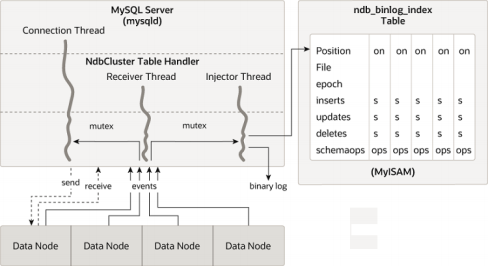 MySQL Server
(mysqld)
Connection Thread
NdbCluster Table Handler
Receiver Thread
Injector Thread
mutex
mutex
send
receive
events
binary log
Data Node
Data Node
Data Node
Data Node
ndb_binlog_index
Table
Position on on on on on
File
epoch
inserts s s s s s
updates s s s s s
deletes s s s s s
schemaops ops ops ops ops ops
(MyISAM)